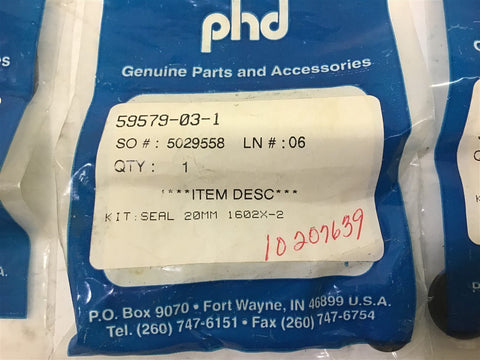 phd
Genuine Parts and Accessories
59579-03-1
SO #: 5029558 LN #: 06
QTY: 1
****ITEM DESC***
KIT:SEAL 20MM 1602X-2
10207639
P.O. Box 9070 • Fort Wayne, IN 46899 U.S.A.
Tel. (260) 747-6151 • Fax (260) 747-6754